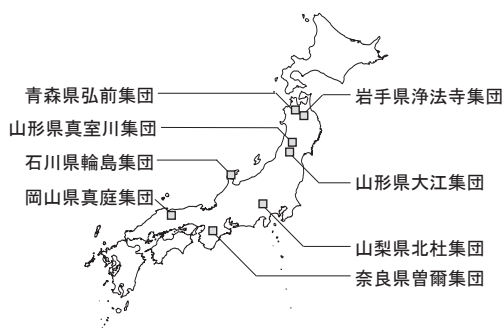 青森県弘前集団
岩手県浄法寺集団
山形県真室川集団
石川県輪島集団
山形県大江集団
岡山県真庭集団
山梨県北杜集団
奈良県曽爾集団